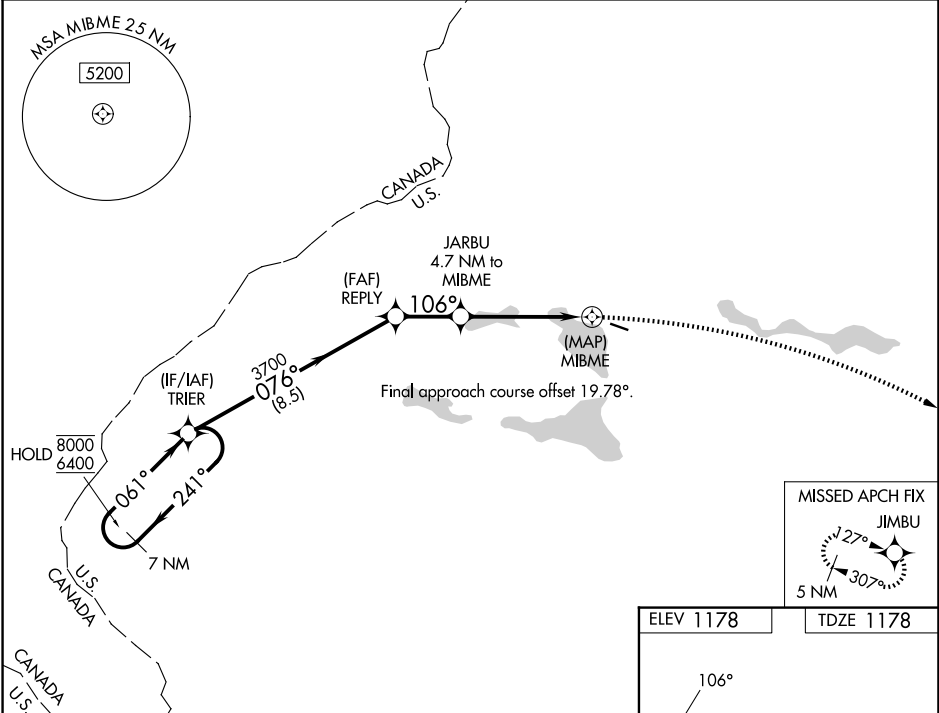 MSA MIBME 25 NM
5200
CANADA
U.S.
JARBU
4.7 NM to
MIBME
(FAF)
REPLY
106°
(MAP)
MIBME
3700
076°
(8.5)
(IF/IAF)
TRIER
Final approach course offset 19.78°.
HOLD
8000
6400
061°
241°
7 NM
U.S.
CANADA
MISSED APCH FIX
JIMBU
127°
307°
5 NM
ELEV 1178
TDZE 1178
106°
CANADA
U.S.